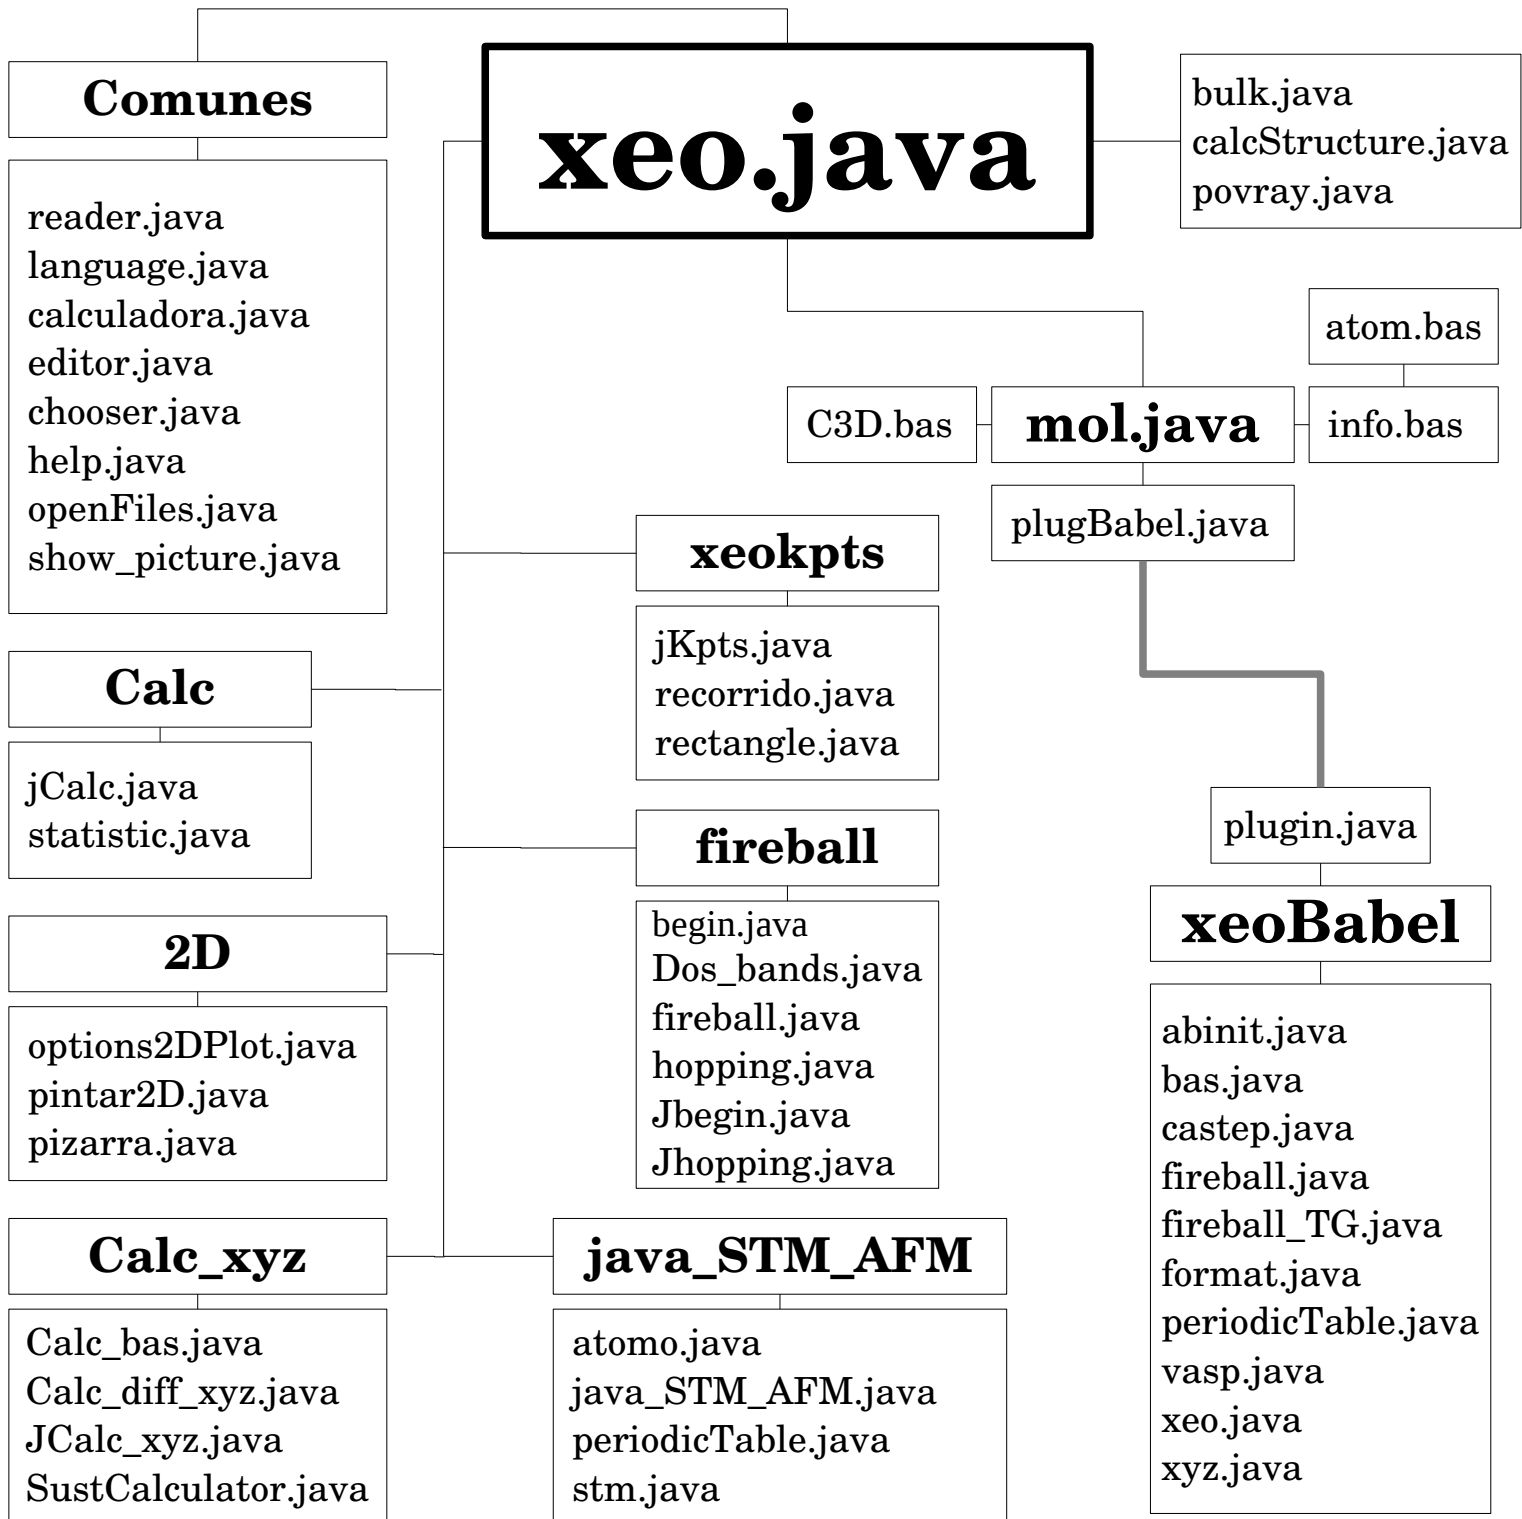 Comunes
reader.java
language.java
calculadora.java
editor.java
chooser.java
help.java
openFiles.java
show_picture.java
xeo.java
bulk.java
calcStructure.java
povray.java
atom.bas
C3D.bas
mol.java
info.bas
plugBabel.java
xeokpts
jKpts.java
recorrido.java
rectangle.java
Calc
jCalc.java
statistic.java
fireball
begin.java
Dos_bands.java
fireball.java
hopping.java
Jbegin.java
Jhopping.java
2D
options2DPlot.java
pintar2D.java
pizarra.java
plugin.java
xeoBabel
abinit.java
bas.java
castep.java
fireball.java
fireball_TG.java
format.java
periodicTable.java
vasp.java
xeo.java
xyz.java
Calc_xyz
Calc_bas.java
Calc_diff_xyz.java
JCalc_xyz.java
SustCalculator.java
java_STM_AFM
atomo.java
java_STM_AFM.java
periodicTable.java
stm.java